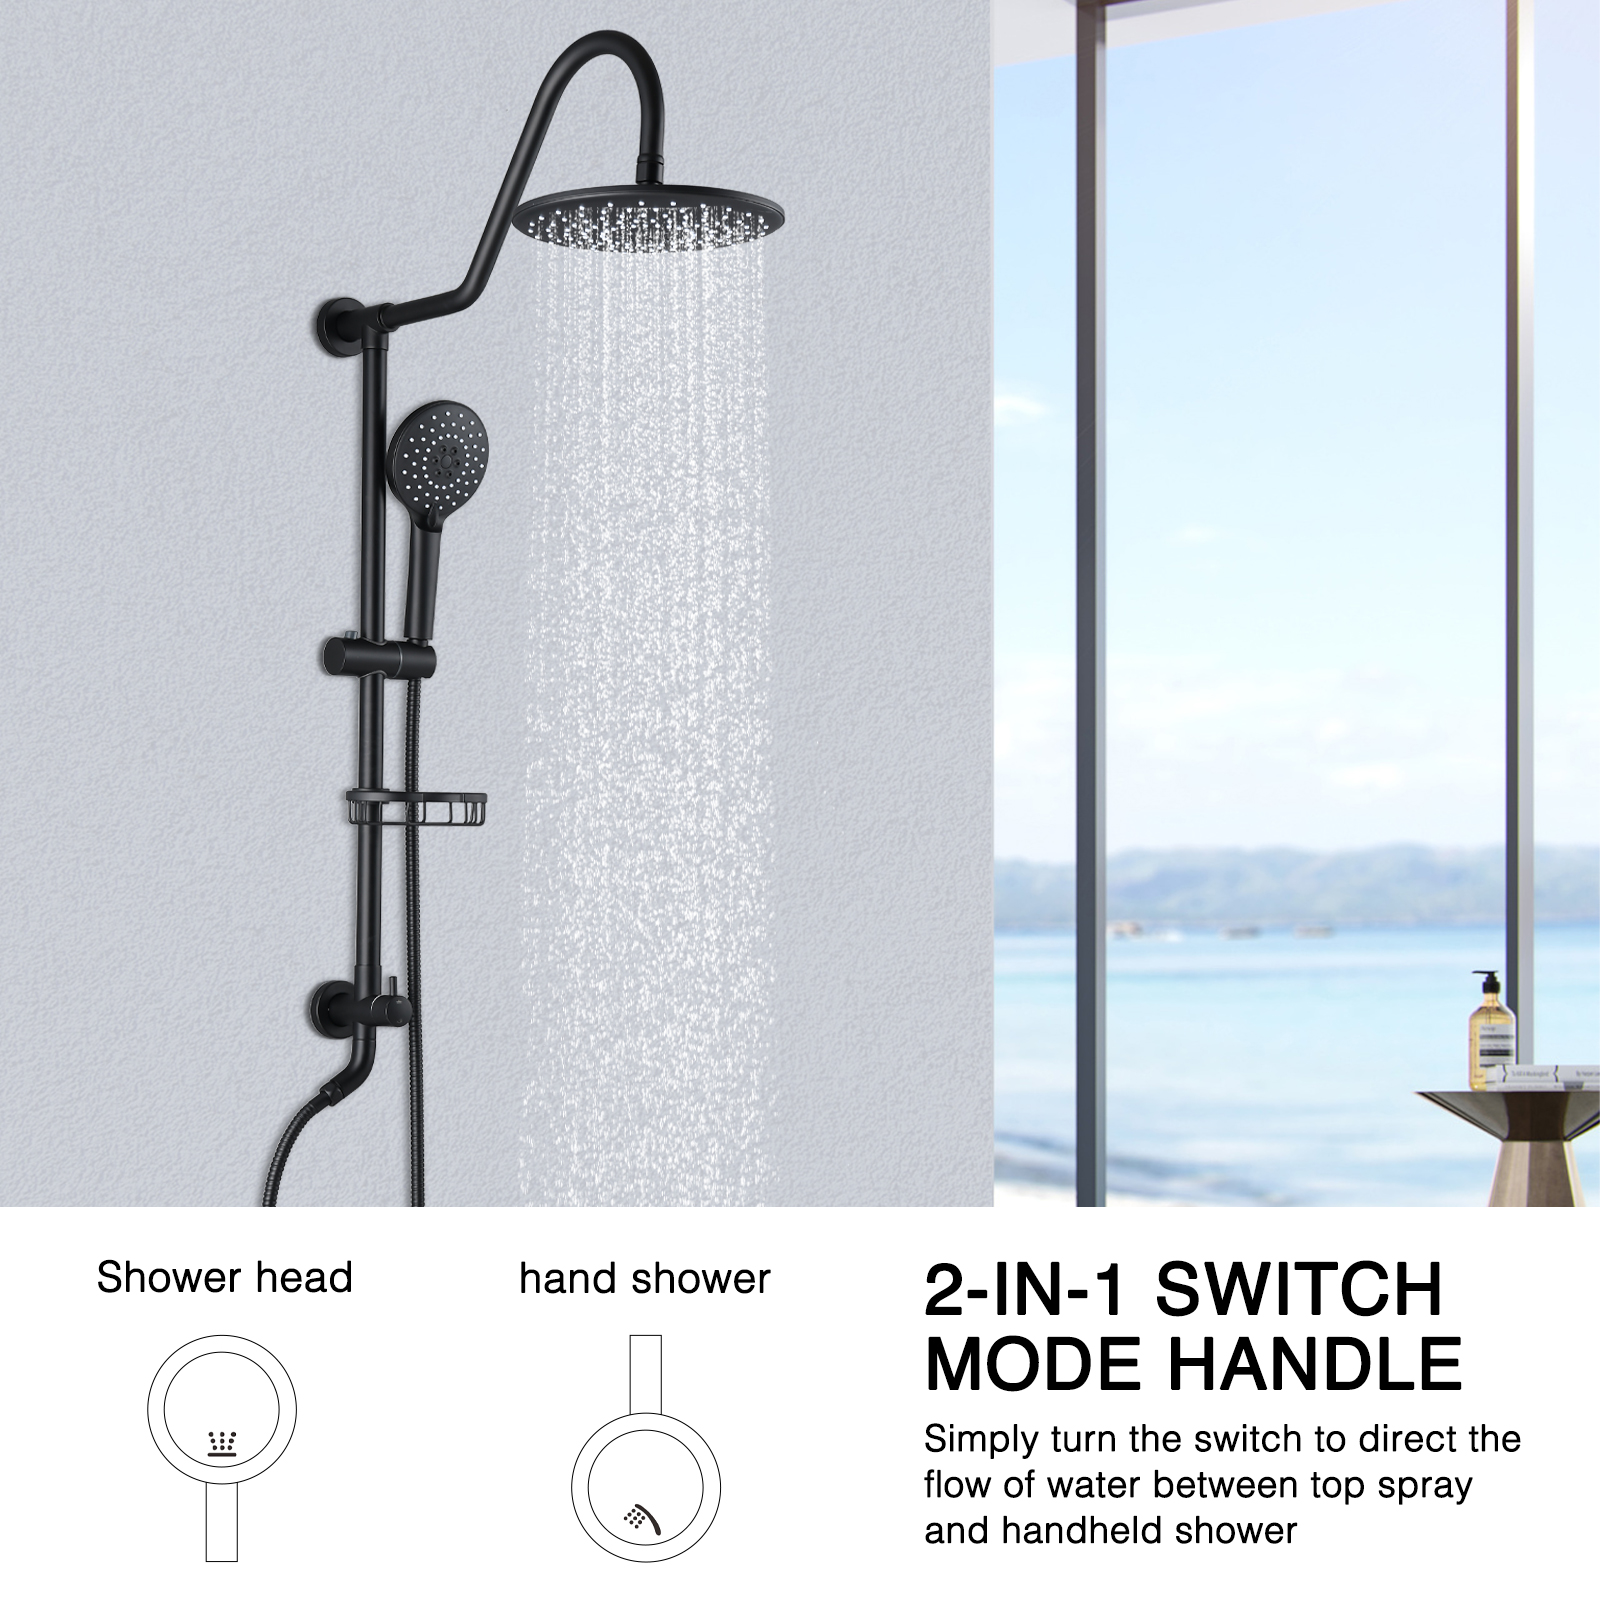 Shower head
hand shower
2-IN-1 SWITCH
MODE HANDLE
Simply turn the switch to direct the
flow of water between top spray
and handheld shower